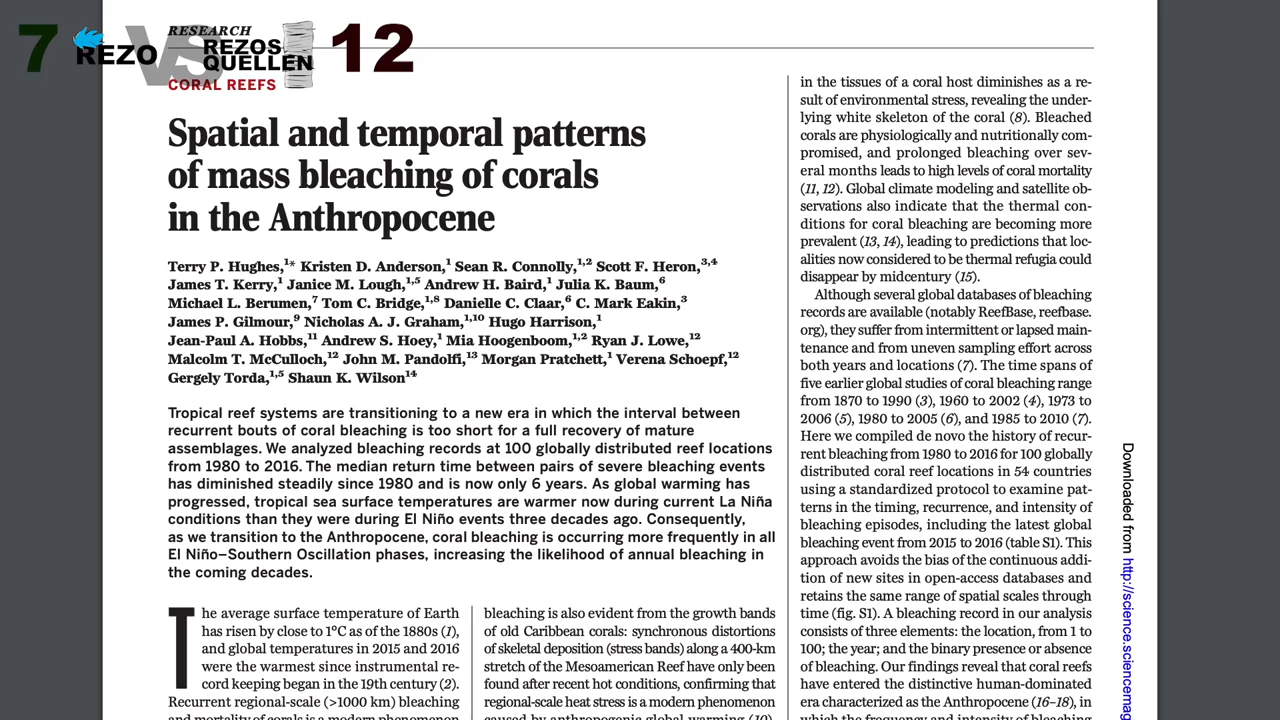 7 REZO VS REZOS QUELLEN 12
RESEARCH
CORAL REEFS
Spatial and temporal patterns
of mass bleaching of corals
in the Anthropocene
Terry P. Hughes,1* Kristen D. Anderson,1 Sean R. Connolly,1,2 Scott F. Heron,3,4
James T. Kerry,1 Janice M. Lough,1,5 Andrew H. Baird,1 Julia K. Baum,6
Michael L. Berumen,7 Tom C. Bridge,1,8 Danielle C. Claar,6 C. Mark Eakin,3
James P. Gilmour,9 Nicholas A. J. Graham,1,10 Hugo Harrison,1
Jean-Paul A. Hobbs,11 Andrew S. Hoey,1 Mia Hoogenboom,1,2 Ryan J. Lowe,12
Malcolm T. McCulloch,12 John M. Pandolfi,13 Morgan Pratchett,1 Verena Schoepf,12
Gergely Torda,1,5 Shaun K. Wilson14
Tropical reef systems are transitioning to a new era in which the interval between
recurrent bouts of coral bleaching is too short for a full recovery of mature
assemblages. We analyzed bleaching records at 100 globally distributed reef locations
from 1980 to 2016. The median return time between pairs of severe bleaching events
has diminished steadily since 1980 and is now only 6 years. As global warming has
progressed, tropical sea surface temperatures are warmer now during current La Niña
conditions than they were during El Niño events three decades ago. Consequently,
as we transition to the Anthropocene, coral bleaching is occurring more frequently in all
El Niño–Southern Oscillation phases, increasing the likelihood of annual bleaching in
the coming decades.
The average surface temperature of Earth
has risen by close to 1°C as of the 1880s (1),
and global temperatures in 2015 and 2016
were the warmest since instrumental re-
cord keeping began in the 19th century (2).
Recurrent regional-scale (>1000 km) bleaching
and mortality of corals is a modern phenomenon
bleaching is also evident from the growth bands
of old Caribbean corals: synchronous distortions
of skeletal deposition (stress bands) along a 400-km
stretch of the Mesoamerican Reef have only been
found after recent hot conditions, confirming that
regional-scale heat stress is a modern phenomenon
caused by anthropogenic global warming (10).
in the tissues of a coral host diminishes as a re-
sult of environmental stress, revealing the under-
lying white skeleton of the coral (8). Bleached
corals are physiologically and nutritionally com-
promised, and prolonged bleaching over sev-
eral months leads to high levels of coral mortality
(11, 12). Global climate modeling and satellite ob-
servations also indicate that the thermal con-
ditions for coral bleaching are becoming more
prevalent (13, 14), leading to predictions that loc-
alities now considered to be thermal refugia could
disappear by midcentury (15).
Although several global databases of bleaching
records are available (notably ReefBase, reefbase.
org), they suffer from intermittent or lapsed main-
tenance and from uneven sampling effort across
both years and locations (7). The time spans of
five earlier global studies of coral bleaching range
from 1870 to 1990 (3), 1960 to 2002 (4), 1973 to
2006 (5), 1980 to 2005 (6), and 1985 to 2010 (7).
Here we compiled de novo the history of recur-
rent bleaching from 1980 to 2016 for 100 globally
distributed coral reef locations in 54 countries
using a standardized protocol to examine pat-
terns in the timing, recurrence, and intensity of
bleaching episodes, including the latest global
bleaching event from 2015 to 2016 (table S1). This
approach avoids the bias of the continuous addi-
tion of new sites in open-access databases and
retains the same range of spatial scales through
time (fig. S1). A bleaching record in our analysis
consists of three elements: the location, from 1 to
100; the year; and the binary presence or absence
of bleaching. Our findings reveal that coral reefs
have entered the distinctive human-dominated
era characterized as the Anthropocene (16–18), in
which the frequency and intensity of bleaching
Downloaded from http://science.sciencemag